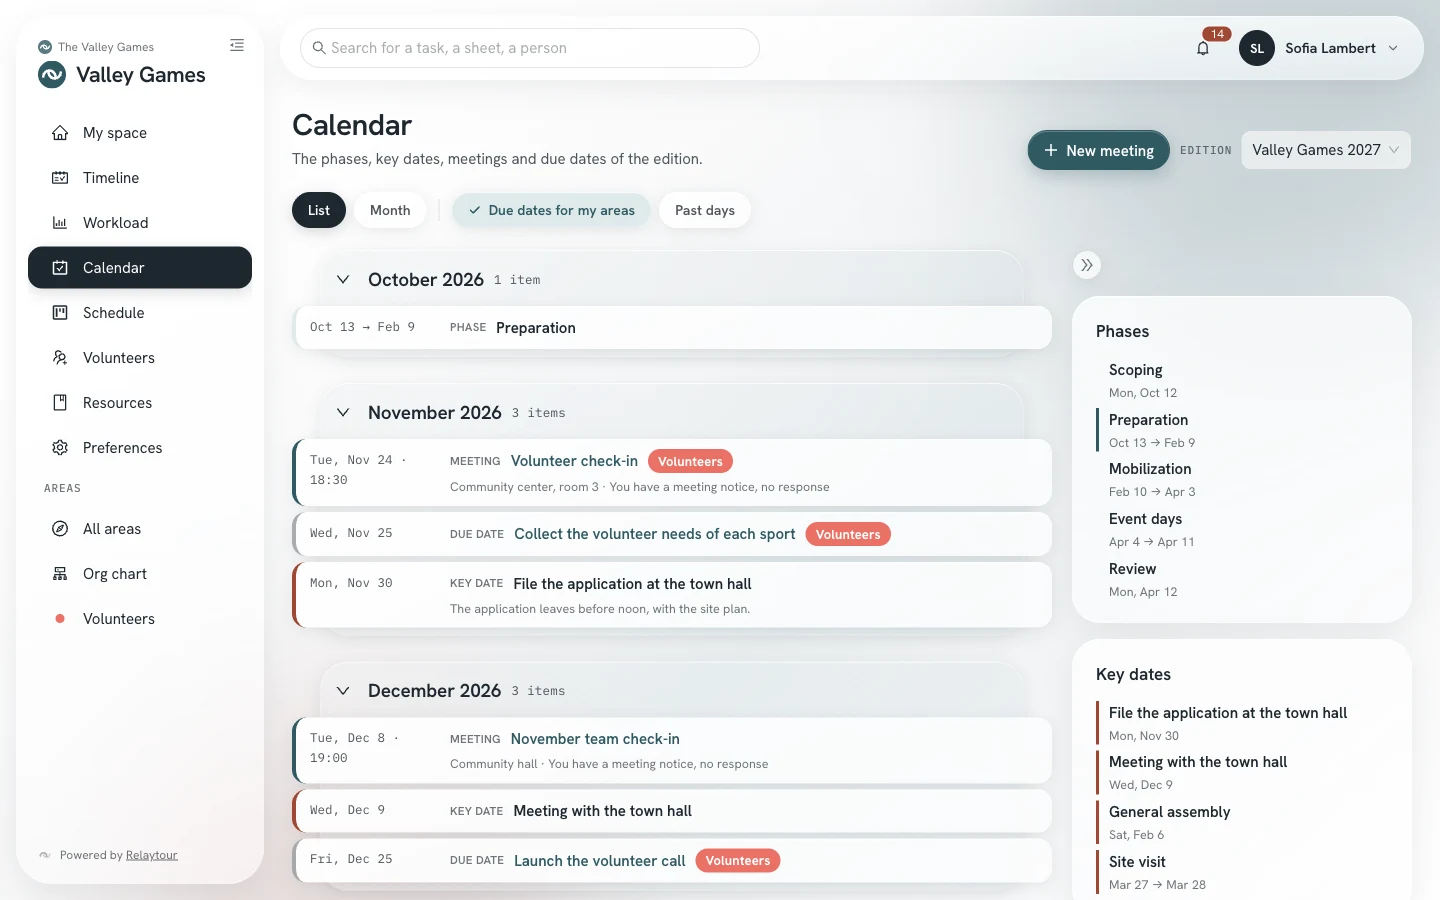 The Valley Games
Valley Games
My space
Timeline
Workload
Calendar
Schedule
Volunteers
Resources
Preferences
AREAS
All areas
Org chart
Volunteers
Powered by Relaytour
Search for a task, a sheet, a person
14
SL
Sofia Lambert
Calendar
The phases, key dates, meetings and due dates of the edition.
New meeting
EDITION
Valley Games 2027
List
Month
Due dates for my areas
Past days
October 2026 1 item
Oct 13 → Feb 9 PHASE Preparation
November 2026 3 items
Tue, Nov 24 · 18:30
MEETING Volunteer check-in Volunteers
Community center, room 3 · You have a meeting notice, no response
Wed, Nov 25 DUE DATE Collect the volunteer needs of each sport Volunteers
Mon, Nov 30 KEY DATE File the application at the town hall
The application leaves before noon, with the site plan.
December 2026 3 items
Tue, Dec 8 · 19:00
MEETING November team check-in
Community hall · You have a meeting notice, no response
Wed, Dec 9 KEY DATE Meeting with the town hall
Fri, Dec 25 DUE DATE Launch the volunteer call Volunteers
Phases
Scoping
Mon, Oct 12
Preparation
Oct 13 → Feb 9
Mobilization
Feb 10 → Apr 3
Event days
Apr 4 → Apr 11
Review
Mon, Apr 12
Key dates
File the application at the town hall
Mon, Nov 30
Meeting with the town hall
Wed, Dec 9
General assembly
Sat, Feb 6
Site visit
Mar 27 → Mar 28